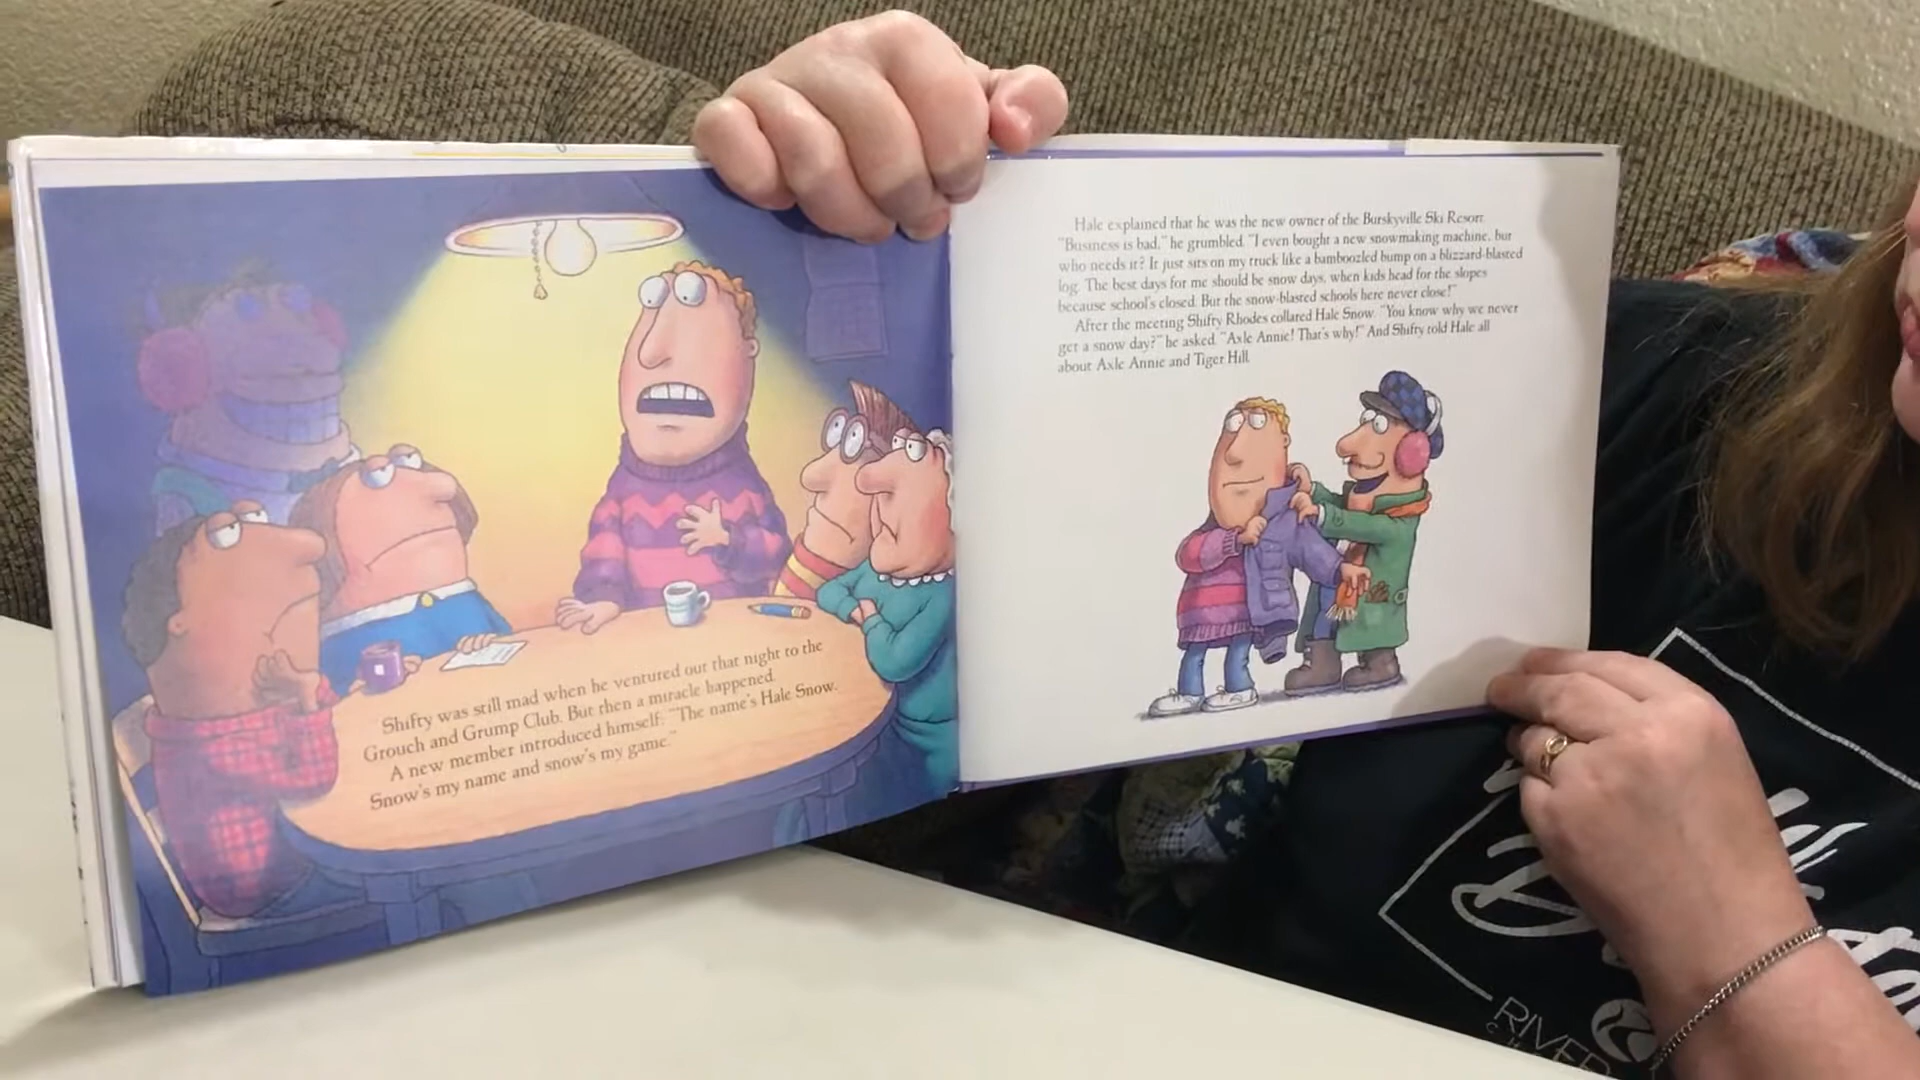 Shifty was still mad when he ventured out that night to the
Grouch and Grump Club. But then a miracle happened.
A new member introduced himself: "The name's Hale Snow.
Snow's my name and snow's my game."
Hale explained that he was the new owner of the Burskyville Ski Resort.
"Business is bad," he grumbled. "I even bought a new snowmaking machine, but
who needs it? It just sits on my truck like a bamboozled bump on a blizzard-blasted
log. The best days for me should be snow days, when kids head for the slopes
because school's closed. But the snow-blasted schools here never close!"
After the meeting Shifty Rhodes collared Hale Snow. "You know why we never
get a snow day?" he asked. "Axle Annie! That's why!" And Shifty told Hale all
about Axle Annie and Tiger Hill.
RIVER